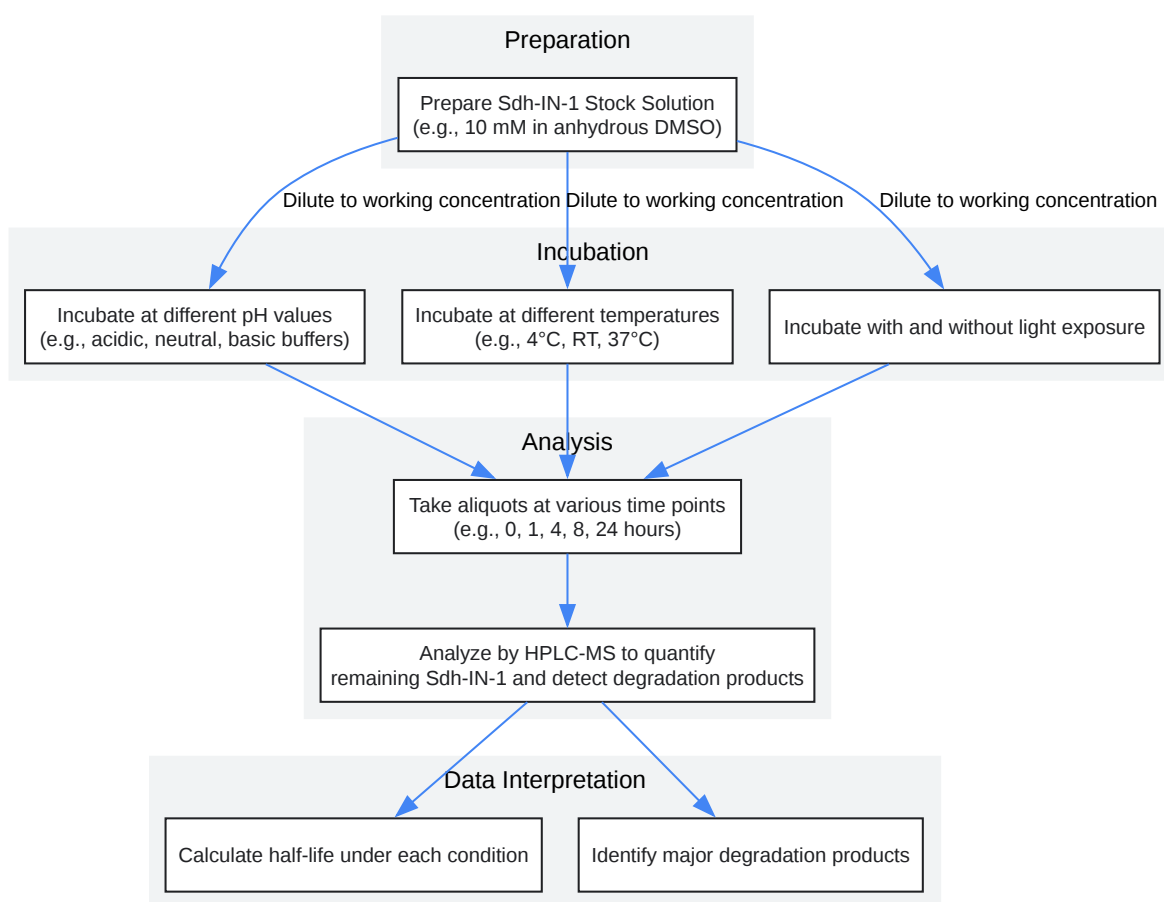 Preparation
Prepare Sdh-IN-1 Stock Solution
(e.g., 10 mM in anhydrous DMSO)
Dilute to working concentration
Dilute to working concentration
Dilute to working concentration
Incubation
Incubate at different pH values
(e.g., acidic, neutral, basic buffers)
Incubate at different temperatures
(e.g., 4°C, RT, 37°C)
Incubate with and without light exposure
Analysis
Take aliquots at various time points
(e.g., 0, 1, 4, 8, 24 hours)
Analyze by HPLC-MS to quantify
remaining Sdh-IN-1 and detect degradation products
Data Interpretation
Calculate half-life under each condition
Identify major degradation products